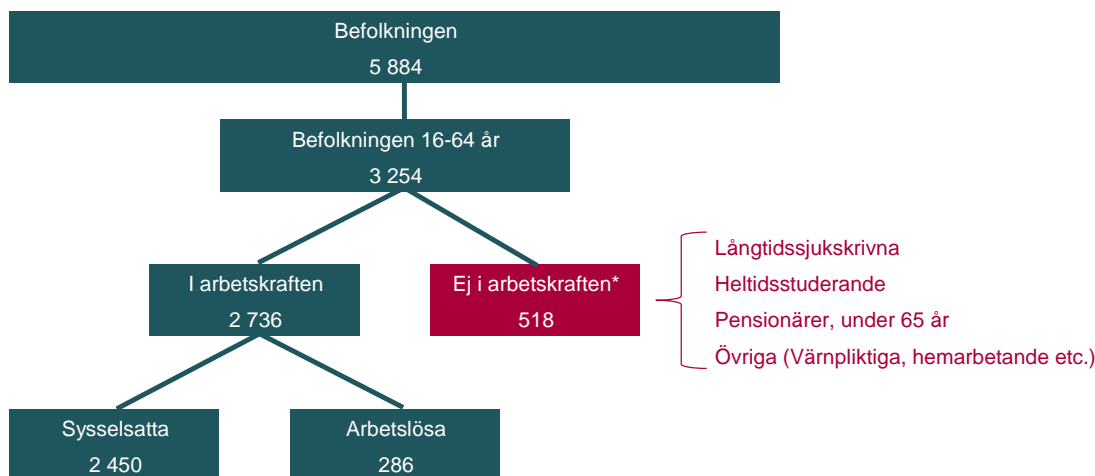 Befolkningen
5 884
Befolkningen 16-64 år
3 254
I arbetskraften
2 736
Ej i arbetskraften*
518
Långtidssjukskrivna
Heltidsstuderande
Pensionärer, under 65 år
Övriga (Värnpliktiga, hemarbetande etc.)
Sysselsatta
2 450
Arbetslösa
286